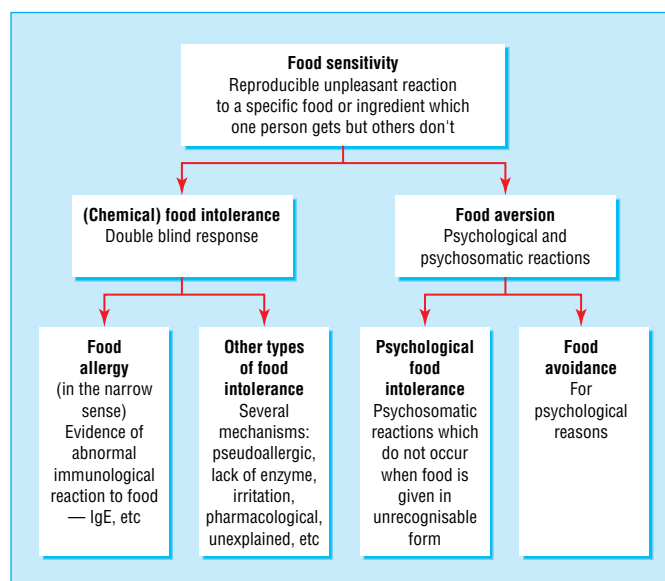 Food sensitivity
Reproducible unpleasant reaction
to a specific food or ingredient which
one person gets but others don't
(Chemical) food intolerance
Double blind response
Food aversion
Psychological and
psychosomatic reactions
Food
allergy
(in the narrow
sense)
Evidence of
abnormal
immunological
reaction to food
— IgE, etc
Other types
of food
intolerance
Several
mechanisms:
pseudoallergic,
lack of enzyme,
irritation,
pharmacological,
unexplained, etc
Psychological
food
intolerance
Psychosomatic
reactions which
do not occur
when food is
given in
unrecognisable
form
Food
avoidance
For
psychological
reasons